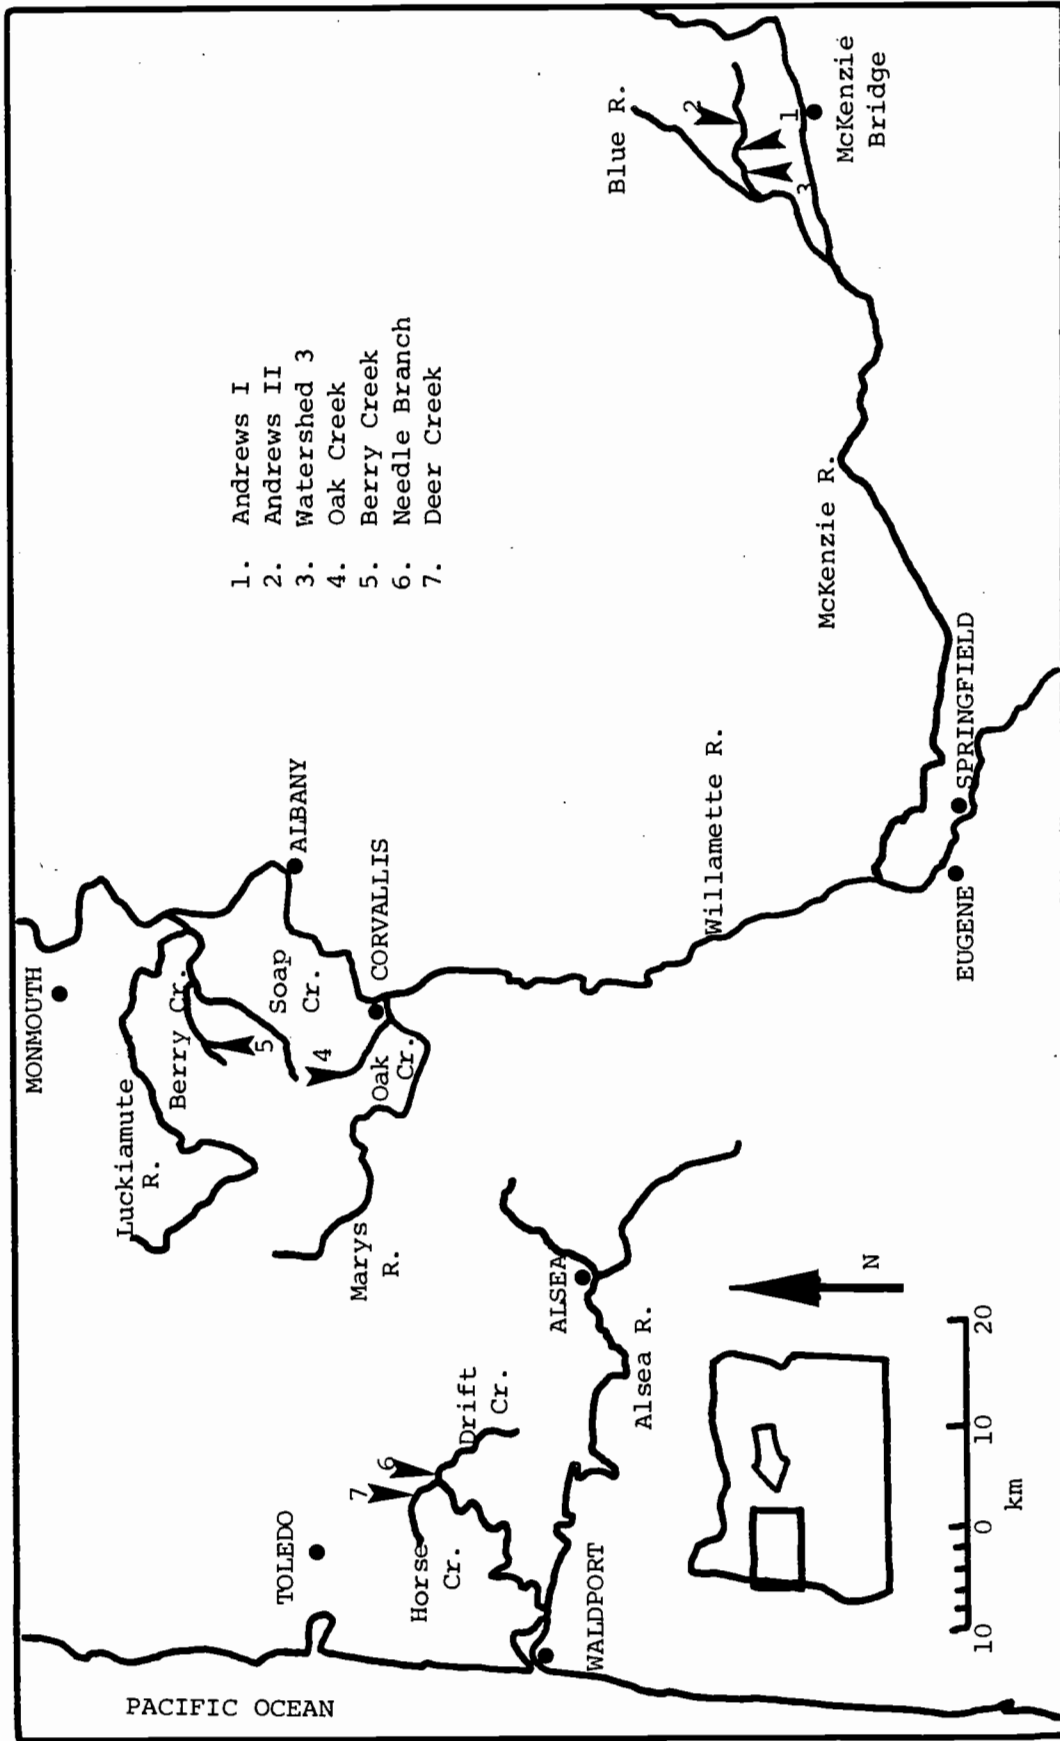 PACIFIC OCEAN
TOLEDO
7
6
Horse
Cr.
Drift
Cr.
WALDPORT
ALSEA
Alsea R.
MONMOUTH
Luckiamute
R.
Berry Cr.
5
Soap
Cr.
4
Oak
Cr.
Marys
R.
ALBANY
CORVALLIS
Willamette R.
EUGENE
SPRINGFIELD
McKenzie R.
Blue R.
2
1
3
McKenzie
Bridge
1. Andrews I
2. Andrews II
3. Watershed 3
4. Oak Creek
5. Berry Creek
6. Needle Branch
7. Deer Creek
N
10 0 10 20
km